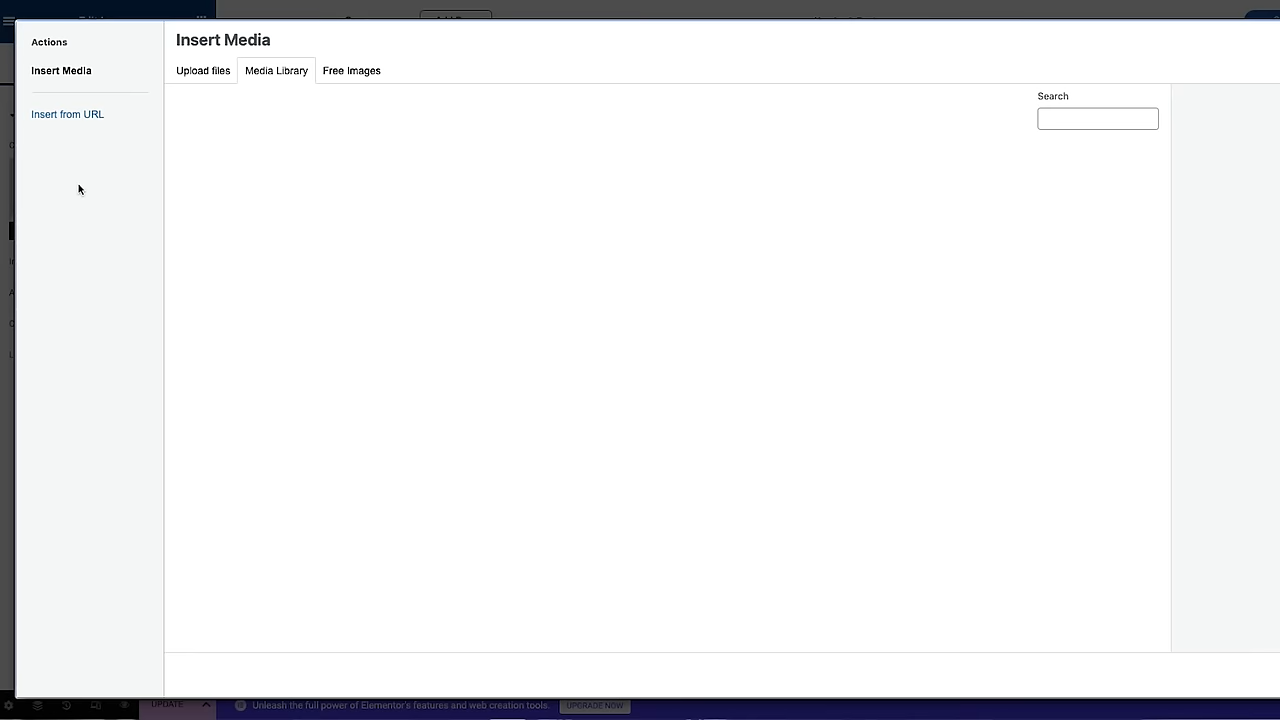 Actions
Insert Media
Insert from URL
Insert Media
Upload files
Media Library
Free Images
Search
UPDATE
Unleash the full power of Elementor's features and web creation tools.
UPGRADE NOW